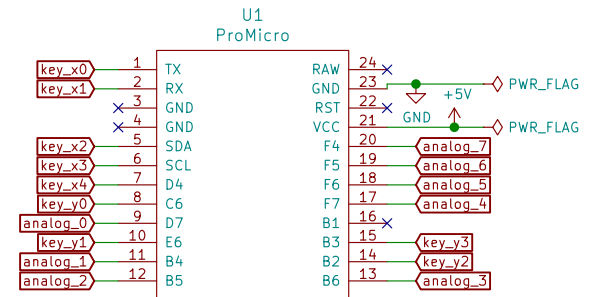 U1
ProMicro
key_x0 1 TX RAW 24
key_x1 2 RX GND 23 PWR_FLAG
3 GND RST 22 GND +5V
4 GND VCC 21 PWR_FLAG
key_x2 5 SDA F4 20 analog_7
key_x3 6 SCL F5 19 analog_6
key_x4 7 D4 F6 18 analog_5
key_y0 8 C6 F7 17 analog_4
analog_0 9 D7 B1 16
key_y1 10 E6 B3 15 key_y3
analog_1 11 B4 B2 14 key_y2
analog_2 12 B5 B6 13 analog_3